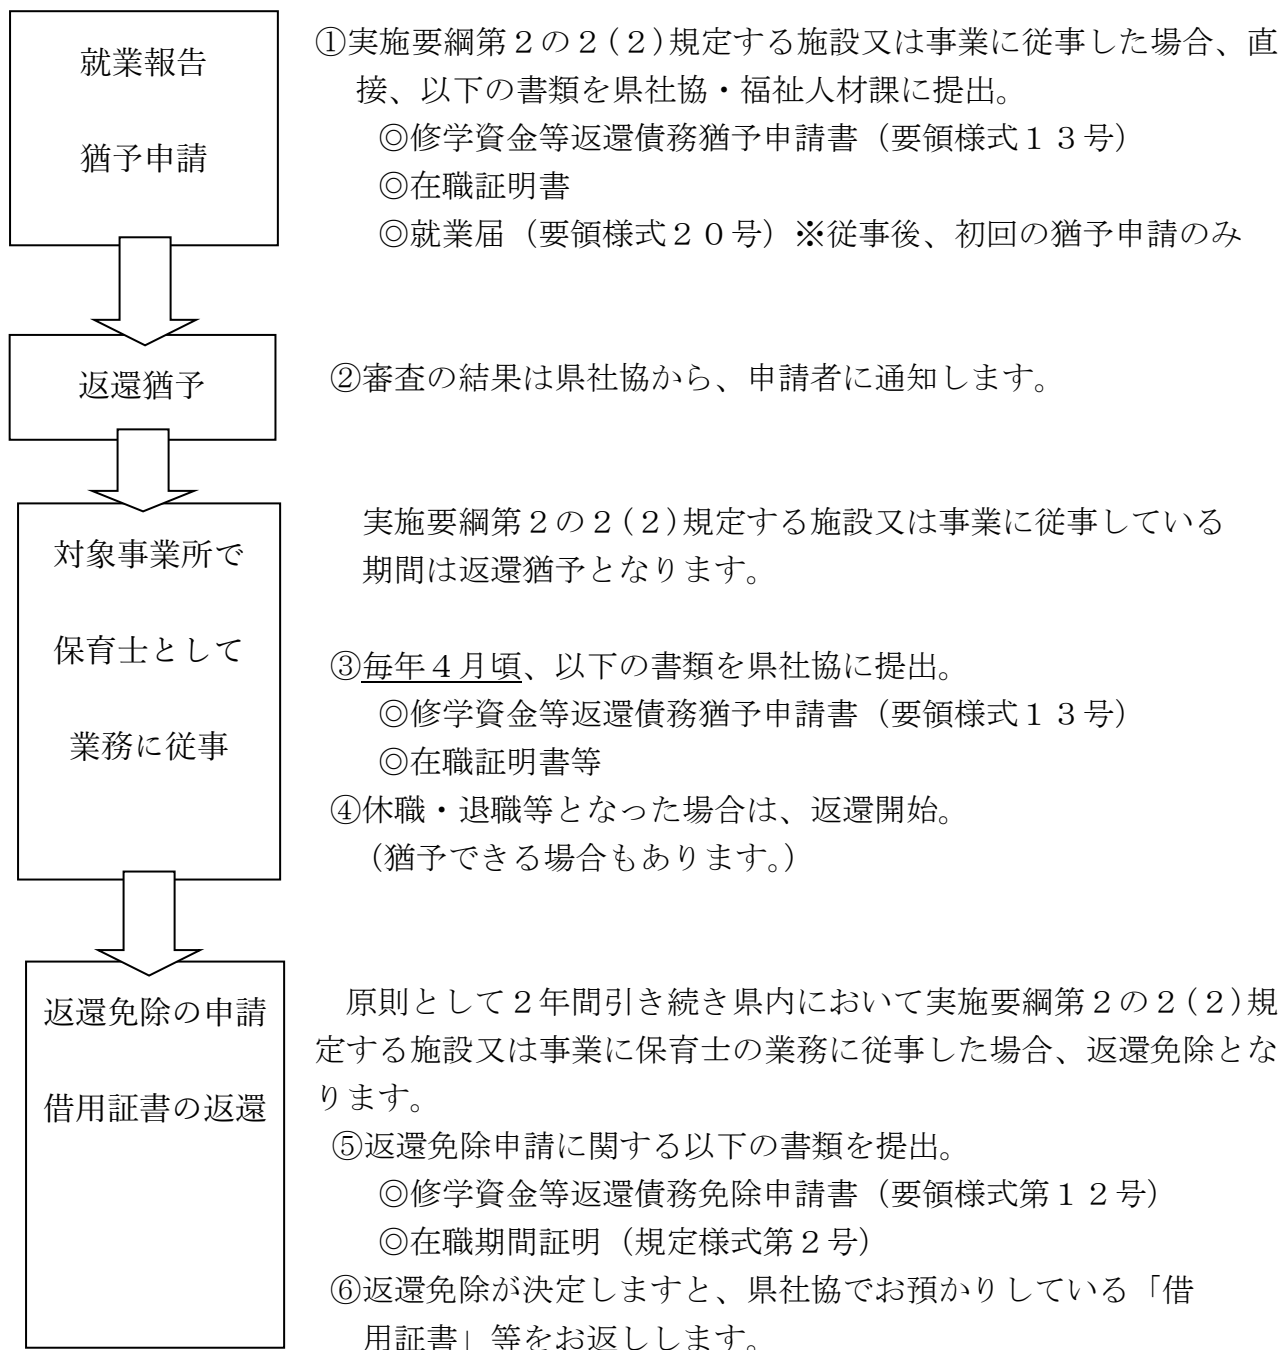 就業報告
猶予申請
①実施要綱第２の２(２)規定する施設又は事業に従事した場合、直
接、以下の書類を県社協・福祉人材課に提出。
◎修学資金等返還債務猶予申請書（要領様式１３号）
◎在職証明書
◎就業届（要領様式２０号）※従事後、初回の猶予申請のみ
返還猶予
②審査の結果は県社協から、申請者に通知します。
対象事業所で
保育士として
業務に従事
実施要綱第２の２(２)規定する施設又は事業に従事している
期間は返還猶予となります。
③毎年４月頃、以下の書類を県社協に提出。
◎修学資金等返還債務猶予申請書（要領様式１３号）
◎在職証明書等
④休職・退職等となった場合は、返還開始。
（猶予できる場合もあります。）
返還免除の申請
借用証書の返還
原則として２年間引き続き県内において実施要綱第２の２(２)規
定する施設又は事業に保育士の業務に従事した場合、返還免除とな
ります。
⑤返還免除申請に関する以下の書類を提出。
◎修学資金等返還債務免除申請書（要領様式第１２号）
◎在職期間証明（規定様式第２号）
⑥返還免除が決定しますと、県社協でお預かりしている「借
用証書」等をお返しします。